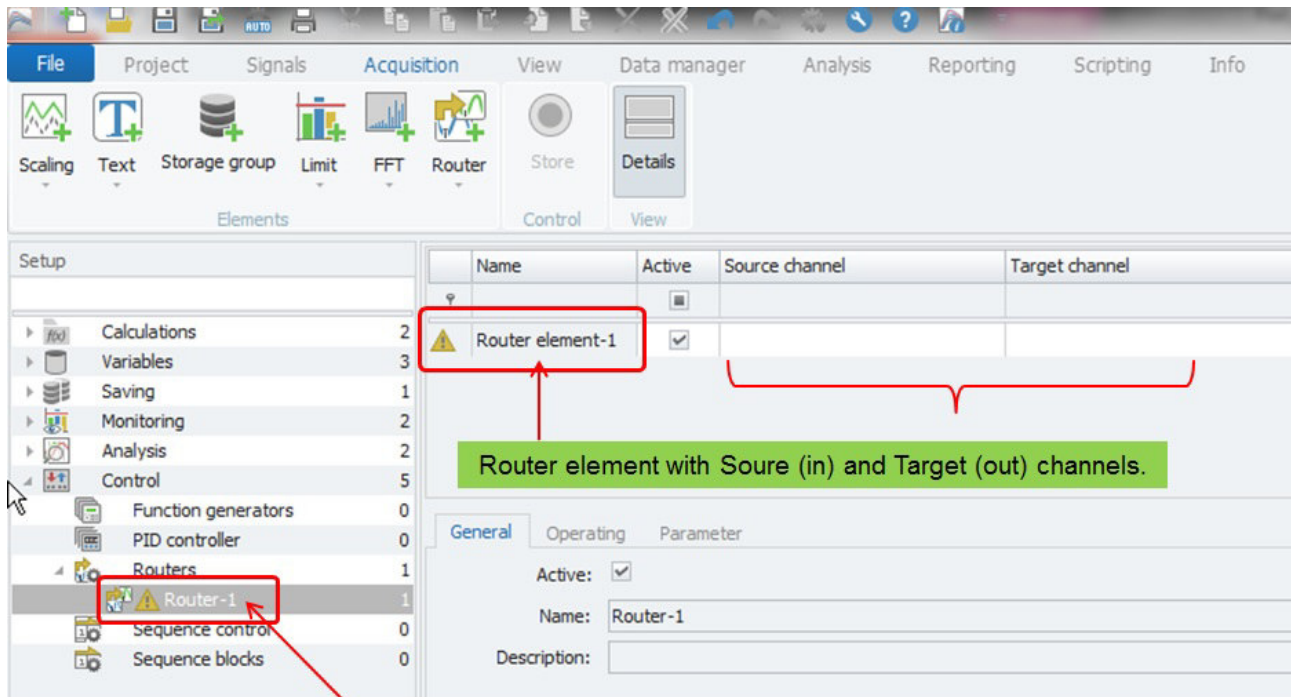 AUTO
File Project Signals Acquisition View Data manager Analysis Reporting Scripting Info
Scaling Text Storage group Limit FFT Router Store Details
Elements Control View
Setup
Name Active Source channel Target channel
f(x) Calculations 2
Router element-1
Variables 3
Saving 1
Monitoring 2
Analysis 2
Router element with Soure (in) and Target (out) channels.
Control 5
Function generators 0
PID controller 0
General Operating Parameter
Routers 1
Active:
Router-1 1
Name: Router-1
Sequence control 0
Sequence blocks 0
Description: